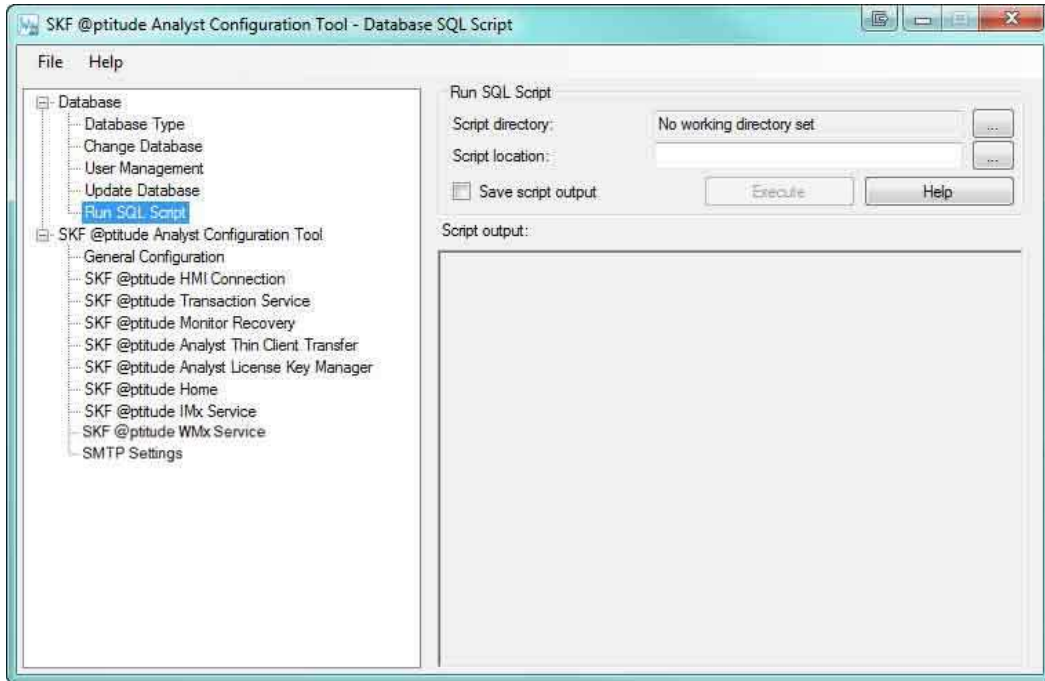 SKF @ptitude Analyst Configuration Tool - Database SQL Script
File Help
Database
Database Type
Change Database
User Management
Update Database
Run SQL Script
SKF @ptitude Analyst Configuration Tool
General Configuration
SKF @ptitude HMI Connection
SKF @ptitude Transaction Service
SKF @ptitude Monitor Recovery
SKF @ptitude Analyst Thin Client Transfer
SKF @ptitude Analyst License Key Manager
SKF @ptitude Home
SKF @ptitude IMx Service
SKF @ptitude WMx Service
SMTP Settings
Run SQL Script
Script directory: No working directory set ...
Script location: ...
Save script output Execute Help
Script output: